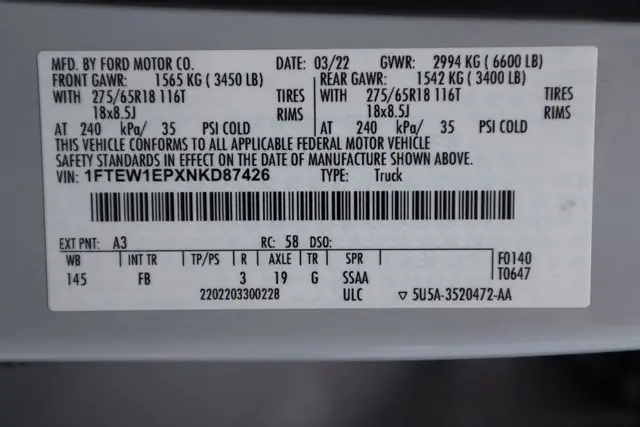 MFD. BY FORD MOTOR CO. DATE: 03/22 GVWR: 2994 KG ( 6600 LB)
FRONT GAWR: 1565 KG ( 3450 LB) REAR GAWR: 1542 KG ( 3400 LB)
WITH 275/65R18 116T TIRES WITH 275/65R18 116T TIRES
18x8.5J RIMS 18x8.5J RIMS
AT 240 kPa/ 35 PSI COLD AT 240 kPa/ 35 PSI COLD
THIS VEHICLE CONFORMS TO ALL APPLICABLE FEDERAL MOTOR VEHICLE
SAFETY STANDARDS IN EFFECT ON THE DATE OF MANUFACTURE SHOWN ABOVE.
VIN: 1FTEW1EPXNKD87426 TYPE: Truck
EXT PNT: A3 RC: 58 DSO:
WB INT TR TP/PS R AXLE TR SPR F0140
145 FB 3 19 G SSAA T0647
2202203300228 ULC ▽ 5U5A-3520472-AA